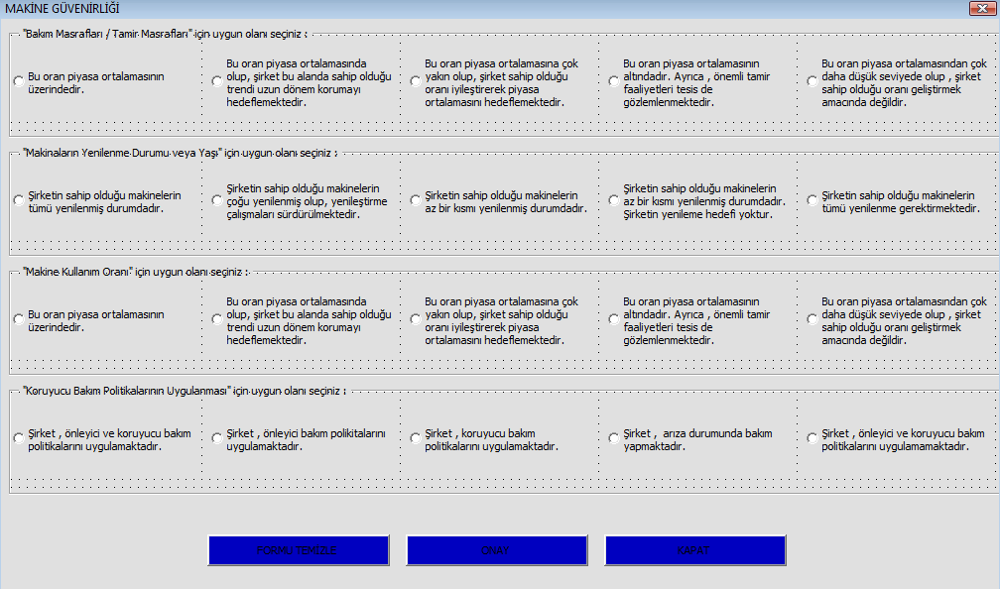 MAKİNE GÜVENİRLİĞİ
"Bakım Masrafları / Tamir Masrafları" için uygun olanı seçiniz :
Bu oran piyasa ortalamasının
üzerindedir.
Bu oran piyasa ortalamasında
olup, şirket bu alanda sahip olduğu
trendi uzun dönem korumayı
hedeflemektedir.
Bu oran piyasa ortalamasına çok
yakın olup, şirket sahip olduğu
oranı iyileştirerek piyasa
ortalamasını hedeflemektedir.
Bu oran piyasa ortalamasının
altındadır. Ayrıca , önemli tamir
faaliyetleri tesis de
gözlemlenmektedir.
Bu oran piyasa ortalamasından çok
daha düşük seviyede olup , şirket
sahip olduğu oranı geliştirmek
amacında değildir.
"Makinaların Yenilenme Durumu veya Yaşı" için uygun olanı seçiniz :
Şirketin sahip olduğu makinelerin
tümü yenilenmiş durumdadır.
Şirketin sahip olduğu makinelerin
çoğu yenilenmiş olup, yenileştirme
çalışmaları sürdürülmektedir.
Şirketin sahip olduğu makinelerin
az bir kısmı yenilenmiş durumdadır.
Şirketin sahip olduğu makinelerin
az bir kısmı yenilenmiş durumdadır.
Şirketin yenileme hedefi yoktur.
Şirketin sahip olduğu makinelerin
tümü yenilenme gerektirmektedir.
"Makine Kullanım Oranı" için uygun olanı seçiniz :
Bu oran piyasa ortalamasının
üzerindedir.
Bu oran piyasa ortalamasında
olup, şirket bu alanda sahip olduğu
trendi uzun dönem korumayı
hedeflemektedir.
Bu oran piyasa ortalamasına çok
yakın olup, şirket sahip olduğu
oranı iyileştirerek piyasa
ortalamasını hedeflemektedir.
Bu oran piyasa ortalamasının
altındadır. Ayrıca , önemli tamir
faaliyetleri tesis de
gözlemlenmektedir.
Bu oran piyasa ortalamasından çok
daha düşük seviyede olup , şirket
sahip olduğu oranı geliştirmek
amacında değildir.
"Koruyucu Bakım Politikalarının Uygulanması" için uygun olanı seçiniz :
Şirket , önleyici ve koruyucu bakım
politikalarını uygulamaktadır.
Şirket , önleyici bakım polikitalarını
uygulamaktadır.
Şirket , koruyucu bakım
politikalarını uygulamaktadır.
Şirket , arıza durumunda bakım
yapmaktadır.
Şirket , önleyici ve koruyucu bakım
politikalarını uygulamamaktadır.
FORMU TEMİZLE
ONAY
KAPAT